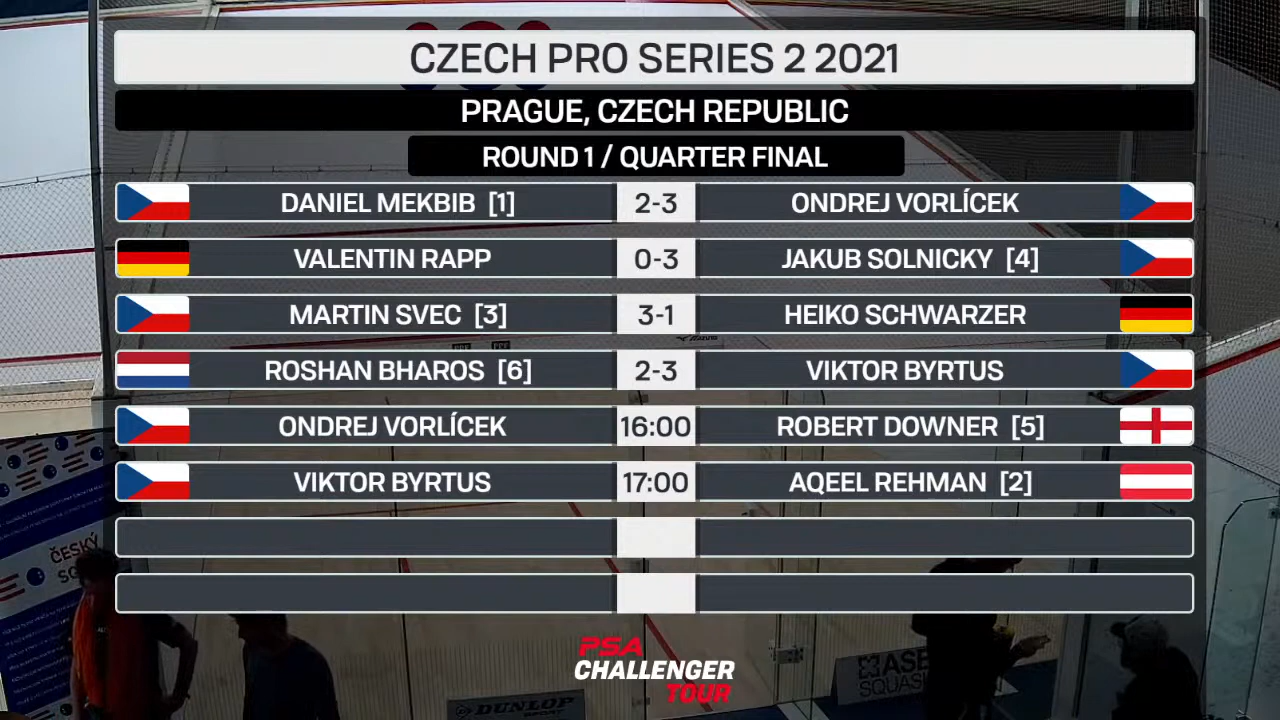 CZECH PRO SERIES 2 2021
PRAGUE, CZECH REPUBLIC
ROUND 1 / QUARTER FINAL
DANIEL MEKBIB [1] 2-3 ONDREJ VORLÍCEK
VALENTIN RAPP 0-3 JAKUB SOLNICKY [4]
MARTIN SVEC [3] 3-1 HEIKO SCHWARZER
ROSHAN BHAROS [6] 2-3 VIKTOR BYRTUS
ONDREJ VORLÍCEK 16:00 ROBERT DOWNER [5]
VIKTOR BYRTUS 17:00 AQEEL REHMAN [2]
ČESKÝ
PSA
CHALLENGER
TOUR
DUNLOP